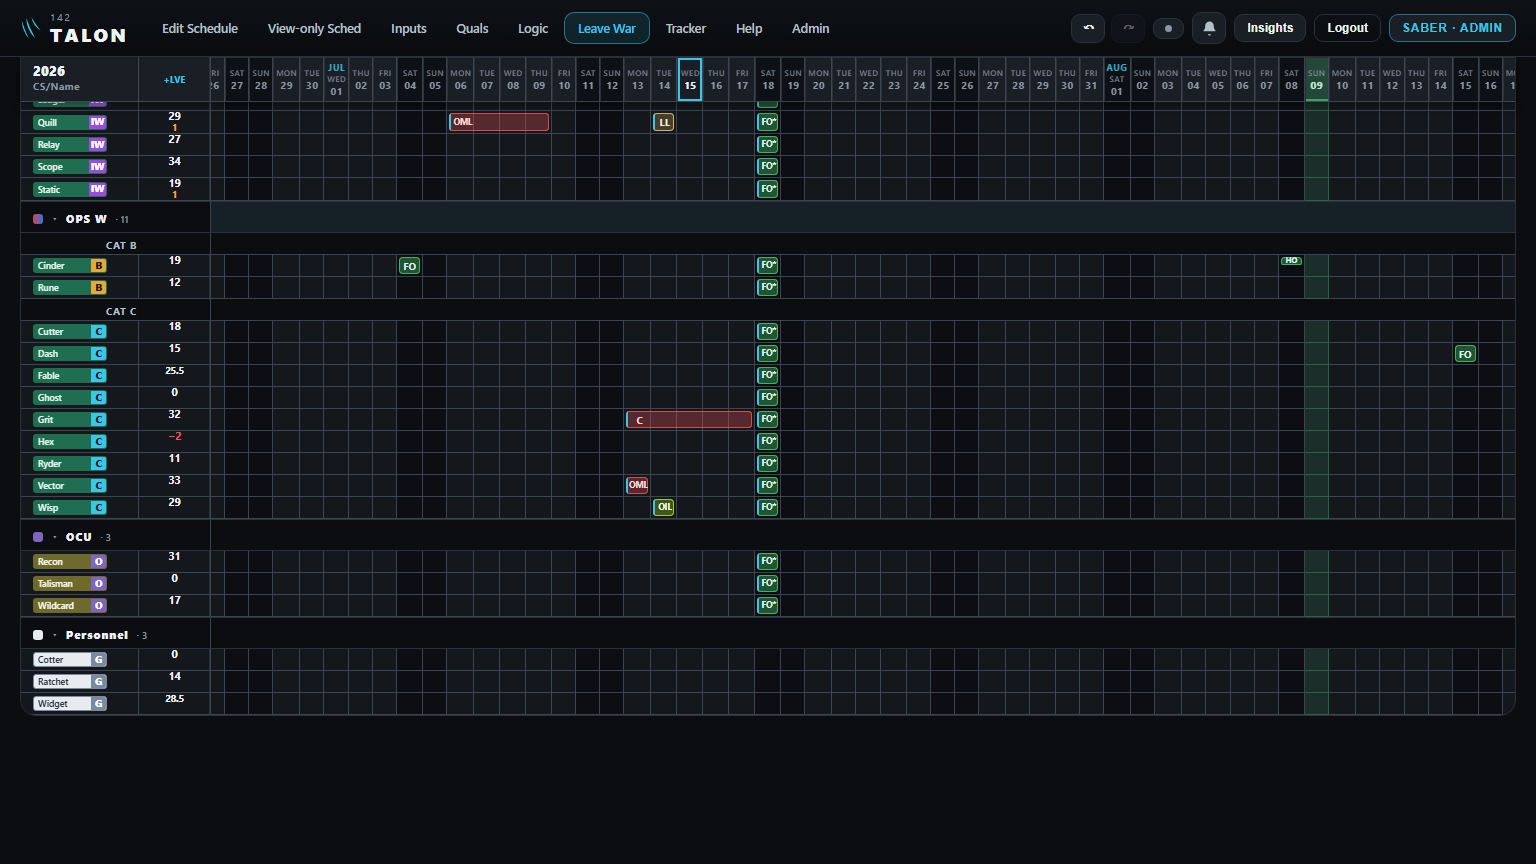 142
TALON
Edit Schedule
View-only Sched
Inputs
Quals
Logic
Leave War
Tracker
Help
Admin
Insights
Logout
SABER · ADMIN
2026
CS/Name
+LVE
SAT 27
SUN 28
MON 29
TUE 30
JUL WED 01
THU 02
FRI 03
SAT 04
SUN 05
MON 06
TUE 07
WED 08
THU 09
FRI 10
SAT 11
SUN 12
MON 13
TUE 14
WED 15
THU 16
FRI 17
SAT 18
SUN 19
MON 20
TUE 21
WED 22
THU 23
FRI 24
SAT 25
SUN 26
MON 27
TUE 28
WED 29
THU 30
FRI 31
AUG SAT 01
SUN 02
MON 03
TUE 04
WED 05
THU 06
FRI 07
SAT 08
SUN 09
MON 10
TUE 11
WED 12
THU 13
FRI 14
SAT 15
SUN 16
Quill IW 29 1 OML LL FO*
Relay IW 27 FO*
Scope IW 34 FO*
Static IW 19 1 FO*
OPS W · 11
CAT B
Cinder B 19 FO FO* HO
Rune B 12 FO*
CAT C
Cutter C 18 FO*
Dash C 15 FO* FO
Fable C 25.5 FO*
Ghost C 0 FO*
Grit C 32 C FO*
Hex C −2 FO*
Ryder C 11 FO*
Vector C 33 OML FO*
Wisp C 29 OIL FO*
OCU · 3
Recon O 31 FO*
Talisman O 0 FO*
Wildcard O 17 FO*
Personnel · 3
Cotter G 0
Ratchet G 14
Widget G 28.5